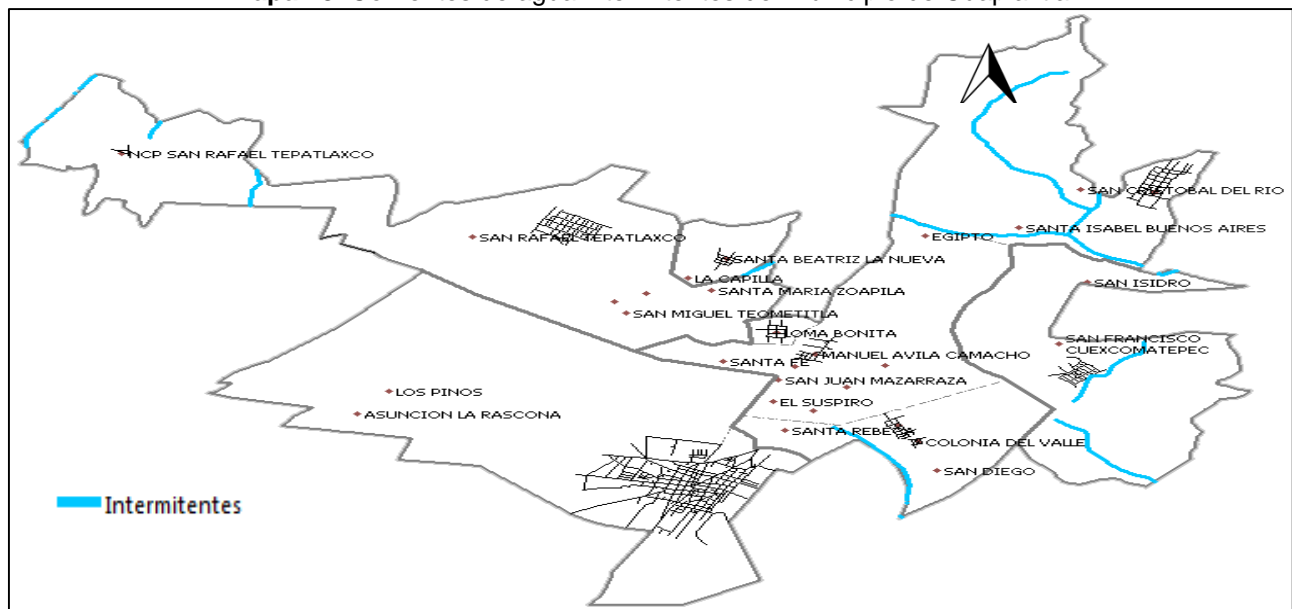 NCP SAN RAFAEL TEPATLAXCO
SAN CRISTOBAL DEL RIO
SANTA ISABEL BUENOS AIRES
EGIPTO
SAN RAFAEL TEPATLAXCO
SANTA BEATRIZ LA NUEVA
LA CAPILLA
SANTA MARIA ZOAPILA
SAN ISIDRO
SAN MIGUEL TEOMETITLA
LOMA BONITA
SAN FRANCISCO
CUEXCOMATEPEC
MANUEL AVILA CAMACHO
SANTA FE
SAN JUAN MAZARRAZA
LOS PINOS
EL SUSPIRO
ASUNCION LA RASCONA
SANTA REBECA
COLONIA DEL VALLE
SAN DIEGO
Intermitentes